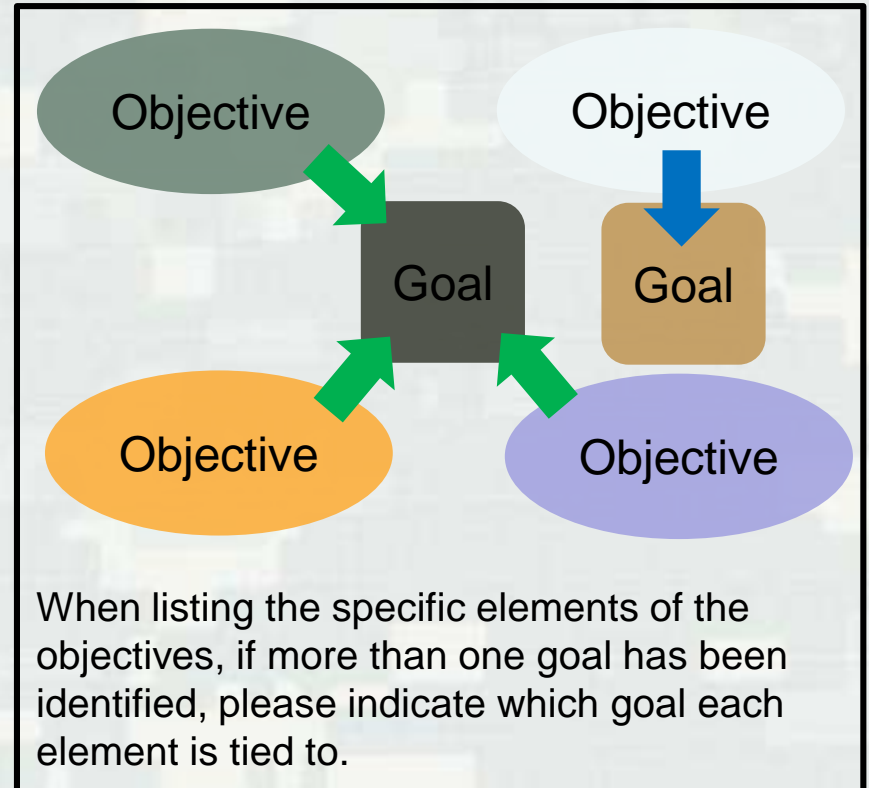 Objective
Objective
Goal
Goal
Objective
Objective
When listing the specific elements of the
objectives, if more than one goal has been
identified, please indicate which goal each
element is tied to.